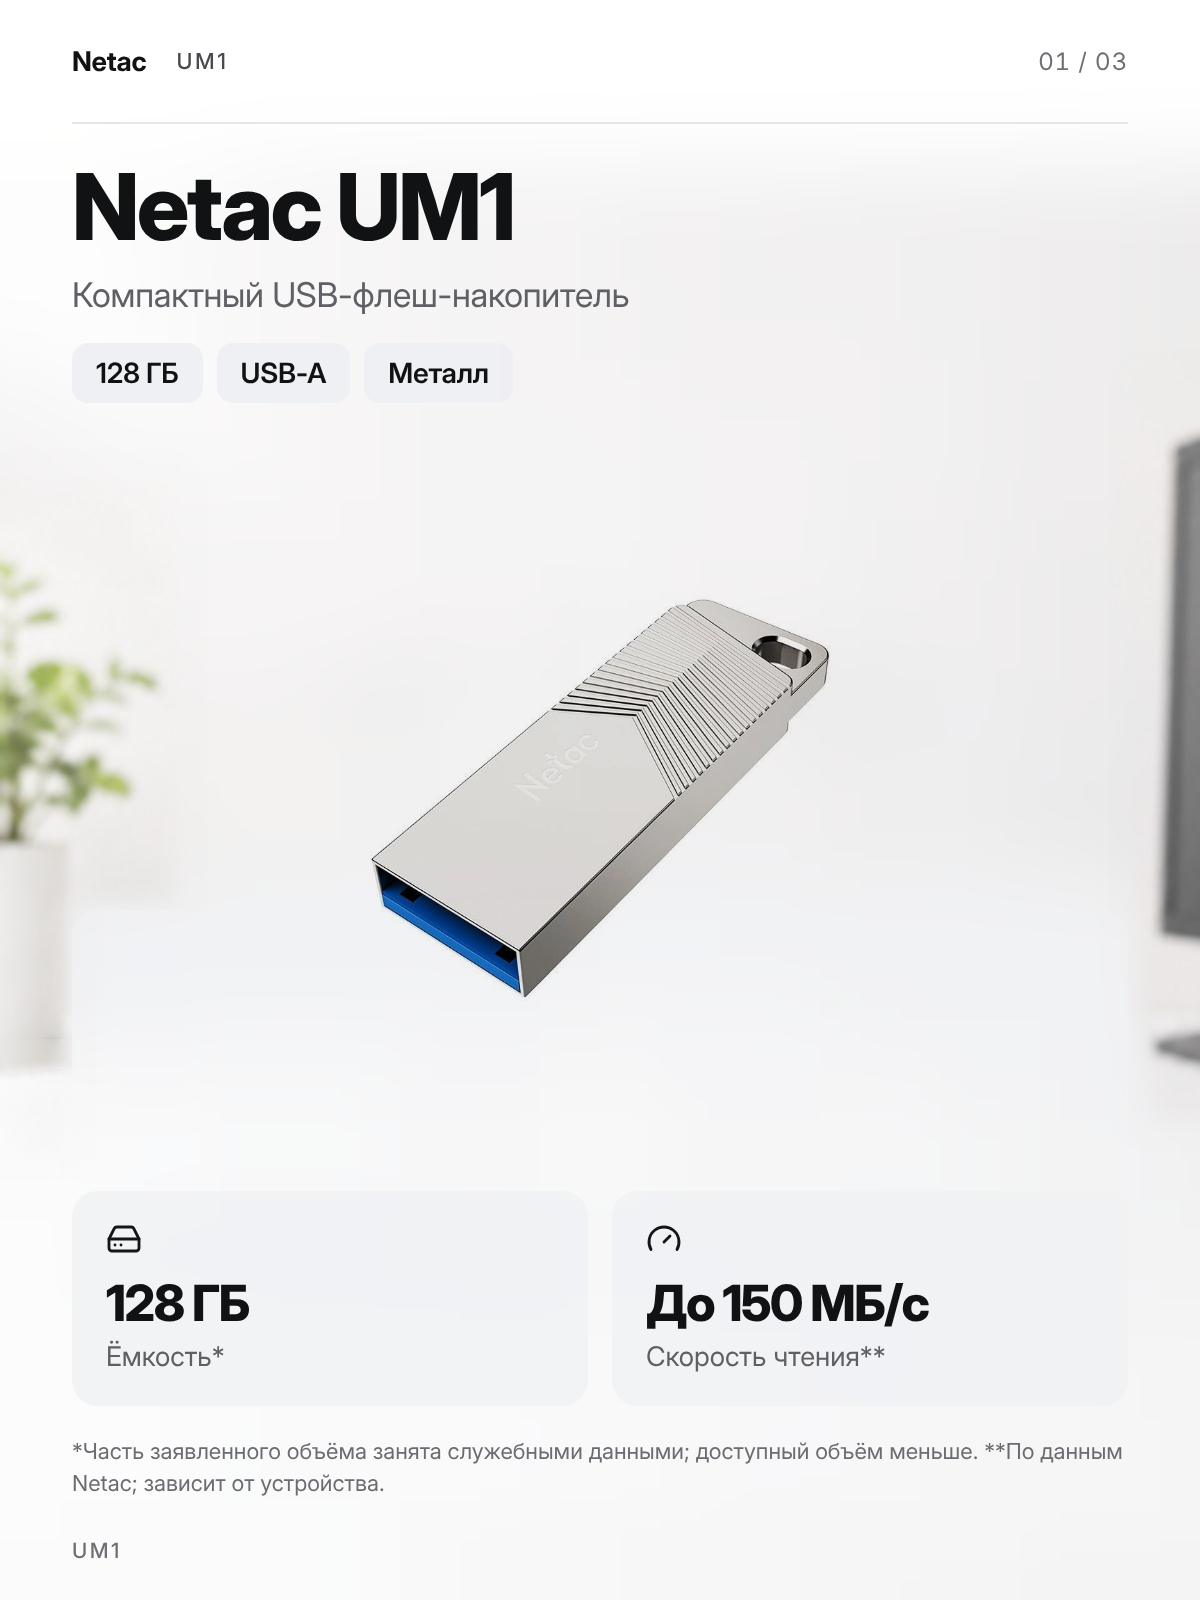 Netac UM1 01 / 03
Netac UM1
Компактный USB-флеш-накопитель
128 ГБ USB-A Металл
Netac
128 ГБ
Ёмкость*
До 150 МБ/с
Скорость чтения**
*Часть заявленного объёма занята служебными данными; доступный объём меньше. **По данным
Netac; зависит от устройства.
UM1